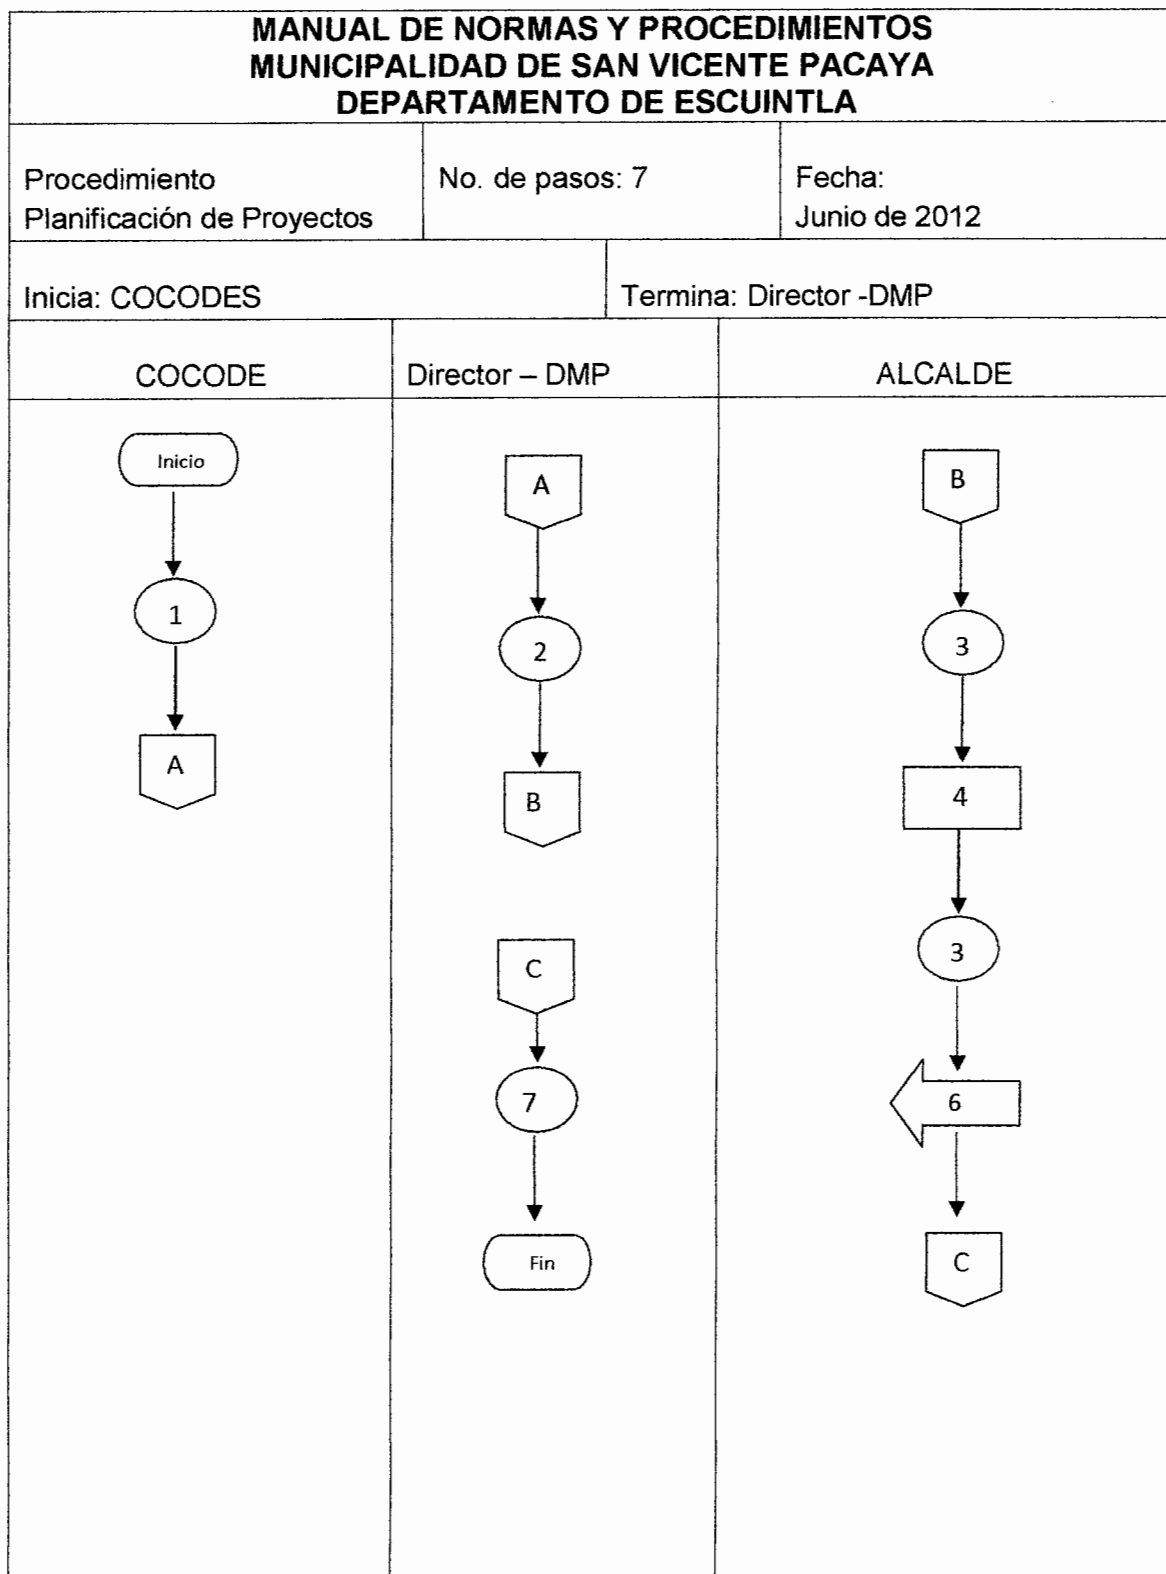 MANUAL DE NORMAS Y PROCEDIMIENTOS
MUNICIPALIDAD DE SAN VICENTE PACAYA
DEPARTAMENTO DE ESCUINTLA
Procedimiento
Planificación de Proyectos
No. de pasos: 7
Fecha:
Junio de 2012
Inicia: COCODES
Termina: Director -DMP
COCODE
Director – DMP
ALCALDE
Inicio
1
A
A
2
B
C
7
Fin
B
3
4
3
6
C